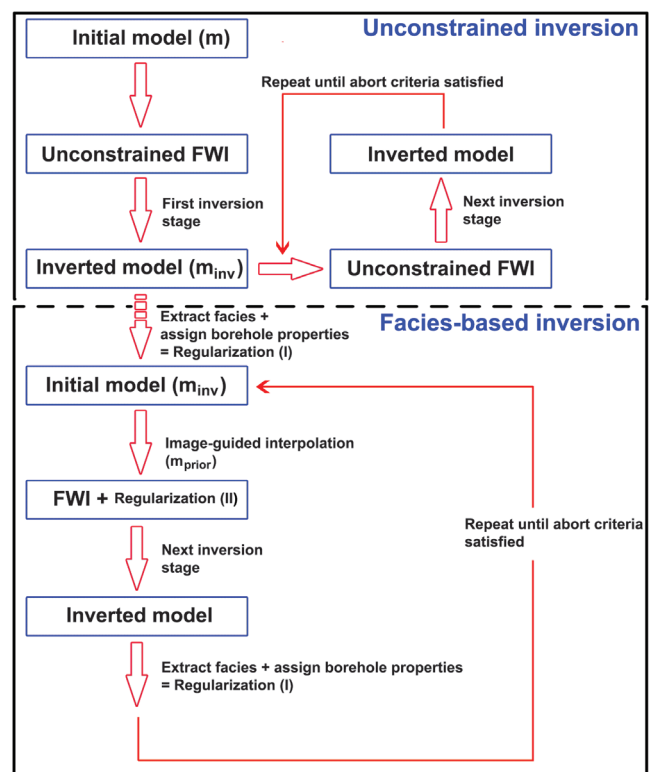 Unconstrained inversion
Initial model (m)
Repeat until abort criteria satisfied
Unconstrained FWI
Inverted model
First inversion
stage
Next inversion
stage
Inverted model (minv)
Unconstrained FWI
Extract facies +
assign borehole properties
= Regularization (I)
Facies-based inversion
Initial model (minv)
Image-guided interpolation
(mprior)
FWI + Regularization (II)
Repeat until abort criteria
satisfied
Next inversion
stage
Inverted model
Extract facies + assign borehole properties
= Regularization (I)